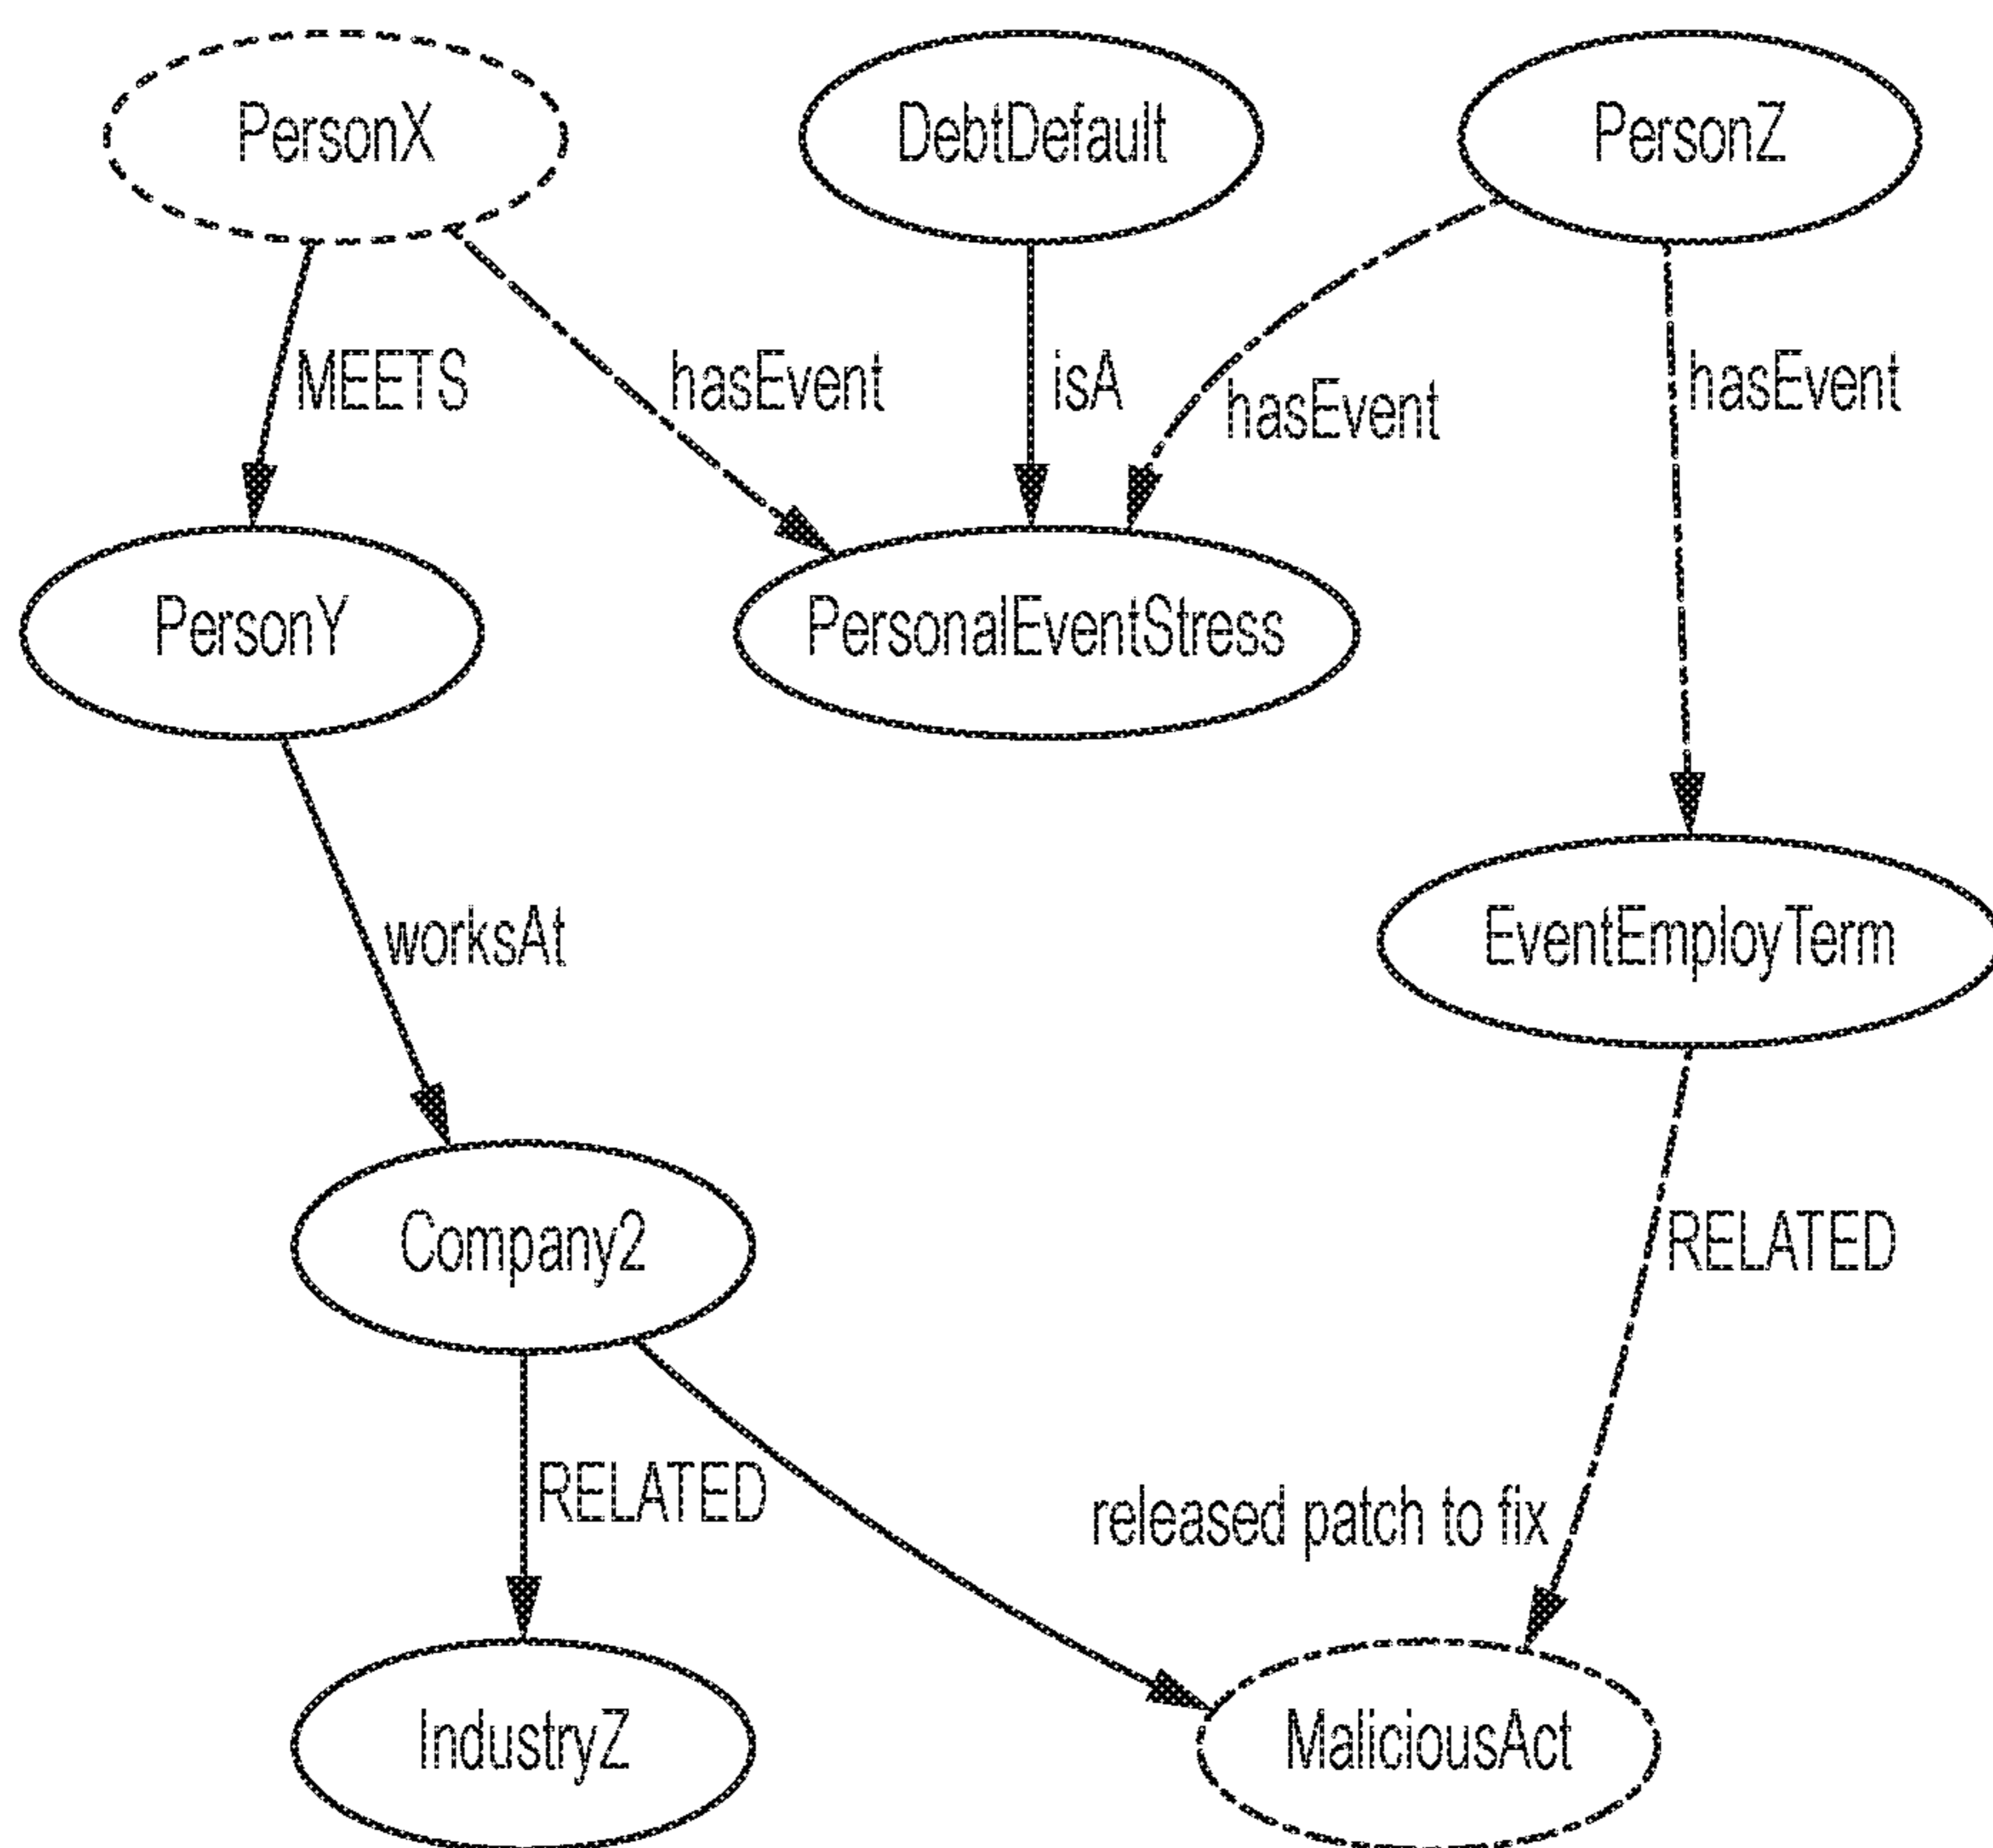 PersonX
DebtDefault
PersonZ
MEETS
hasEvent
isA
hasEvent
hasEvent
PersonY
PersonalEventStress
worksAt
EventEmployTerm
Company2
RELATED
RELATED
released patch to fix
IndustryZ
MaliciousAct